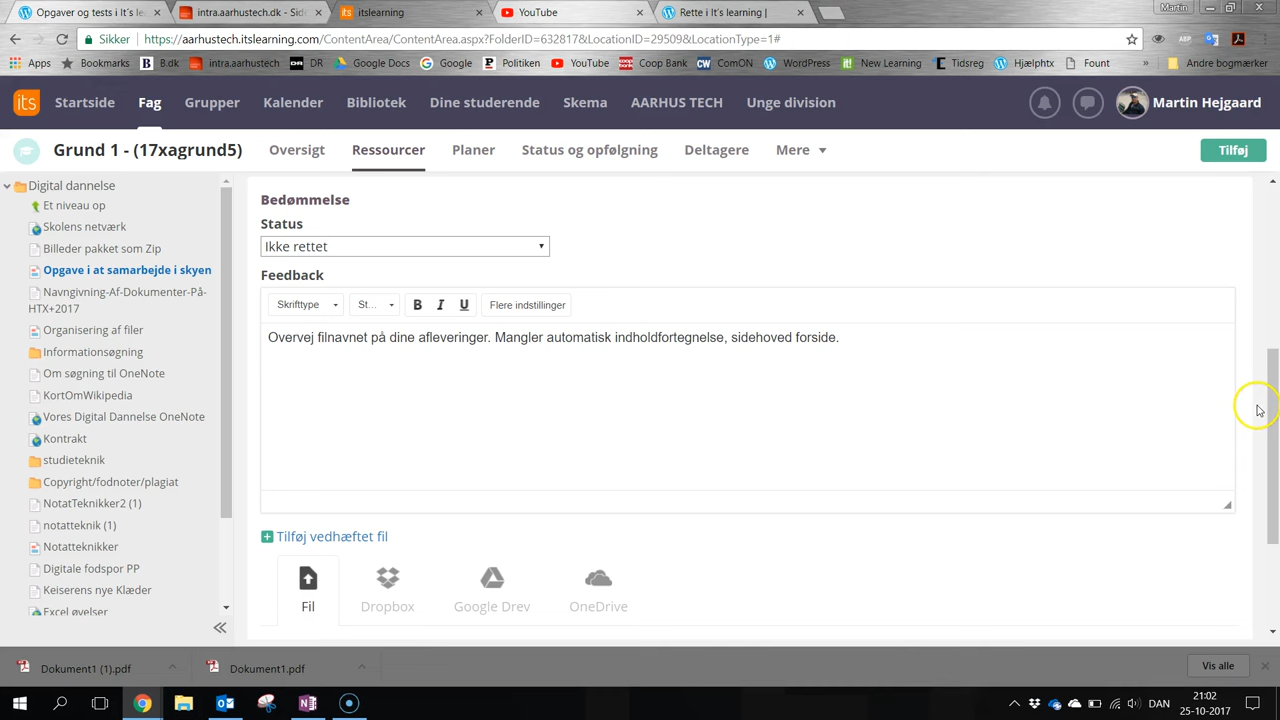 Opgaver og tests i It´s lea
intra.aarhustech.dk - Sid
itslearning
YouTube
Rette i It´s learning |
Martin
Sikker
https://aarhustech.itslearning.com/ContentArea/ContentArea.aspx?FolderID=632817&LocationID=29509&LocationType=1#
Apps
Bookmarks
B.dk
intra.aarhustech.dk
DR
Google Docs
Google
Politiken
YouTube
Coop Bank
ComON
WordPress
New Learning
Tidsreg
Hjælphtx
Fount
»
Andre bogmærker
its
Startside
Fag
Grupper
Kalender
Bibliotek
Dine studerende
Skema
AARHUS TECH
Unge division
Martin Hejgaard
Grund 1 - (17xagrund5)
Oversigt
Ressourcer
Planer
Status og opfølgning
Deltagere
Mere
Tilføj
Digital dannelse
Et niveau op
Skolens netværk
Billeder pakket som Zip
Opgave i at samarbejde i skyen
Navngivning-Af-Dokumenter-På-
HTX+2017
Organisering af filer
Informationsøgning
Om søgning til OneNote
KortOmWikipedia
Vores Digital Dannelse OneNote
Kontrakt
studieteknik
Copyright/fodnoter/plagiat
NotatTeknikker2 (1)
notatteknik (1)
Notatteknikker
Digitale fodspor PP
Keiserens nye Klæder
Excel øvelser
Bedømmelse
Status
Ikke rettet
Feedback
Skrifttype
St...
B
I
U
Flere indstillinger
Overvej filnavnet på dine afleveringer. Mangler automatisk indholdfortegnelse, sidehoved forside.
Tilføj vedhæftet fil
Fil
Dropbox
Google Drev
OneDrive
Dokument1 (1).pdf
Dokument1.pdf
Vis alle
DAN
21:02
25-10-2017